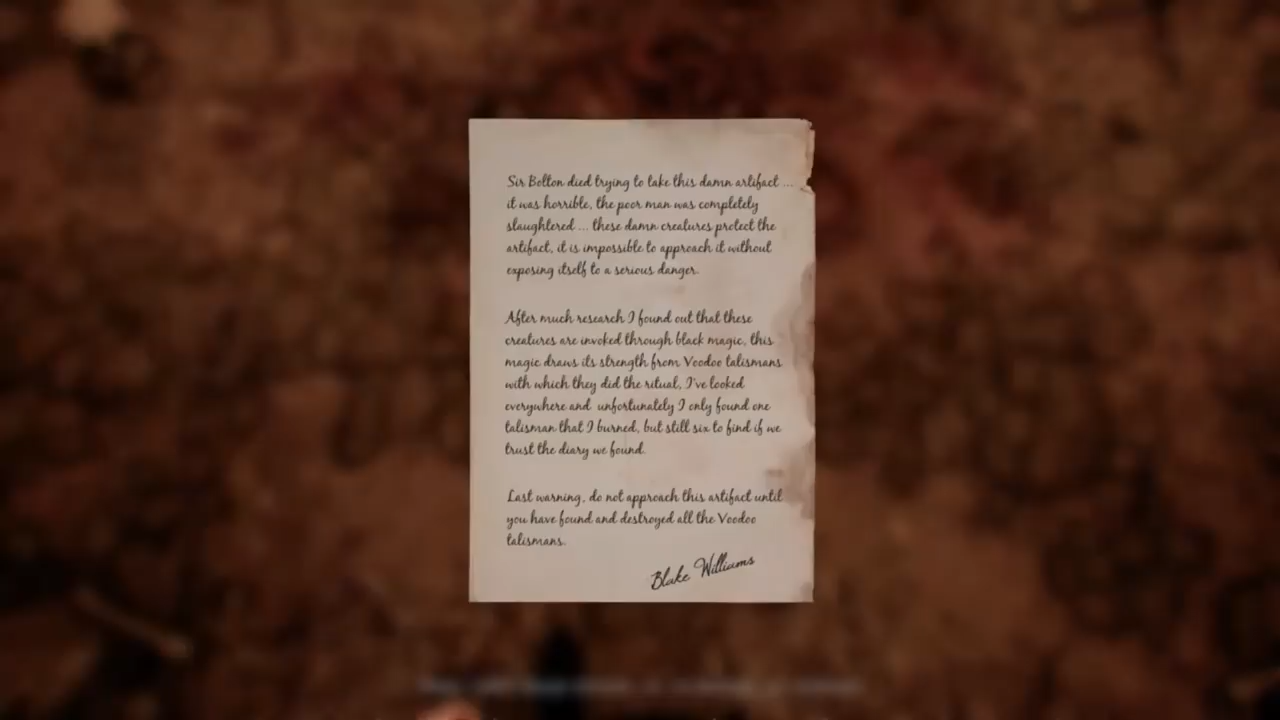 Sir Bolton died trying to take this damn artifact ...
it was horrible, the poor man was completely
slaughtered ... these damn creatures protect the
artifact, it is impossible to approach it without
exposing itself to a serious danger.
After much research I found out that these
creatures are invoked through black magic, this
magic draws its strength from Voodoo talismans
with which they did the ritual, I've looked
everywhere and unfortunately I only found one
talisman that I burned, but still six to find if we
trust the diary we found.
Last warning, do not approach this artifact until
you have found and destroyed all the Voodoo
talismans.
Blake Williams